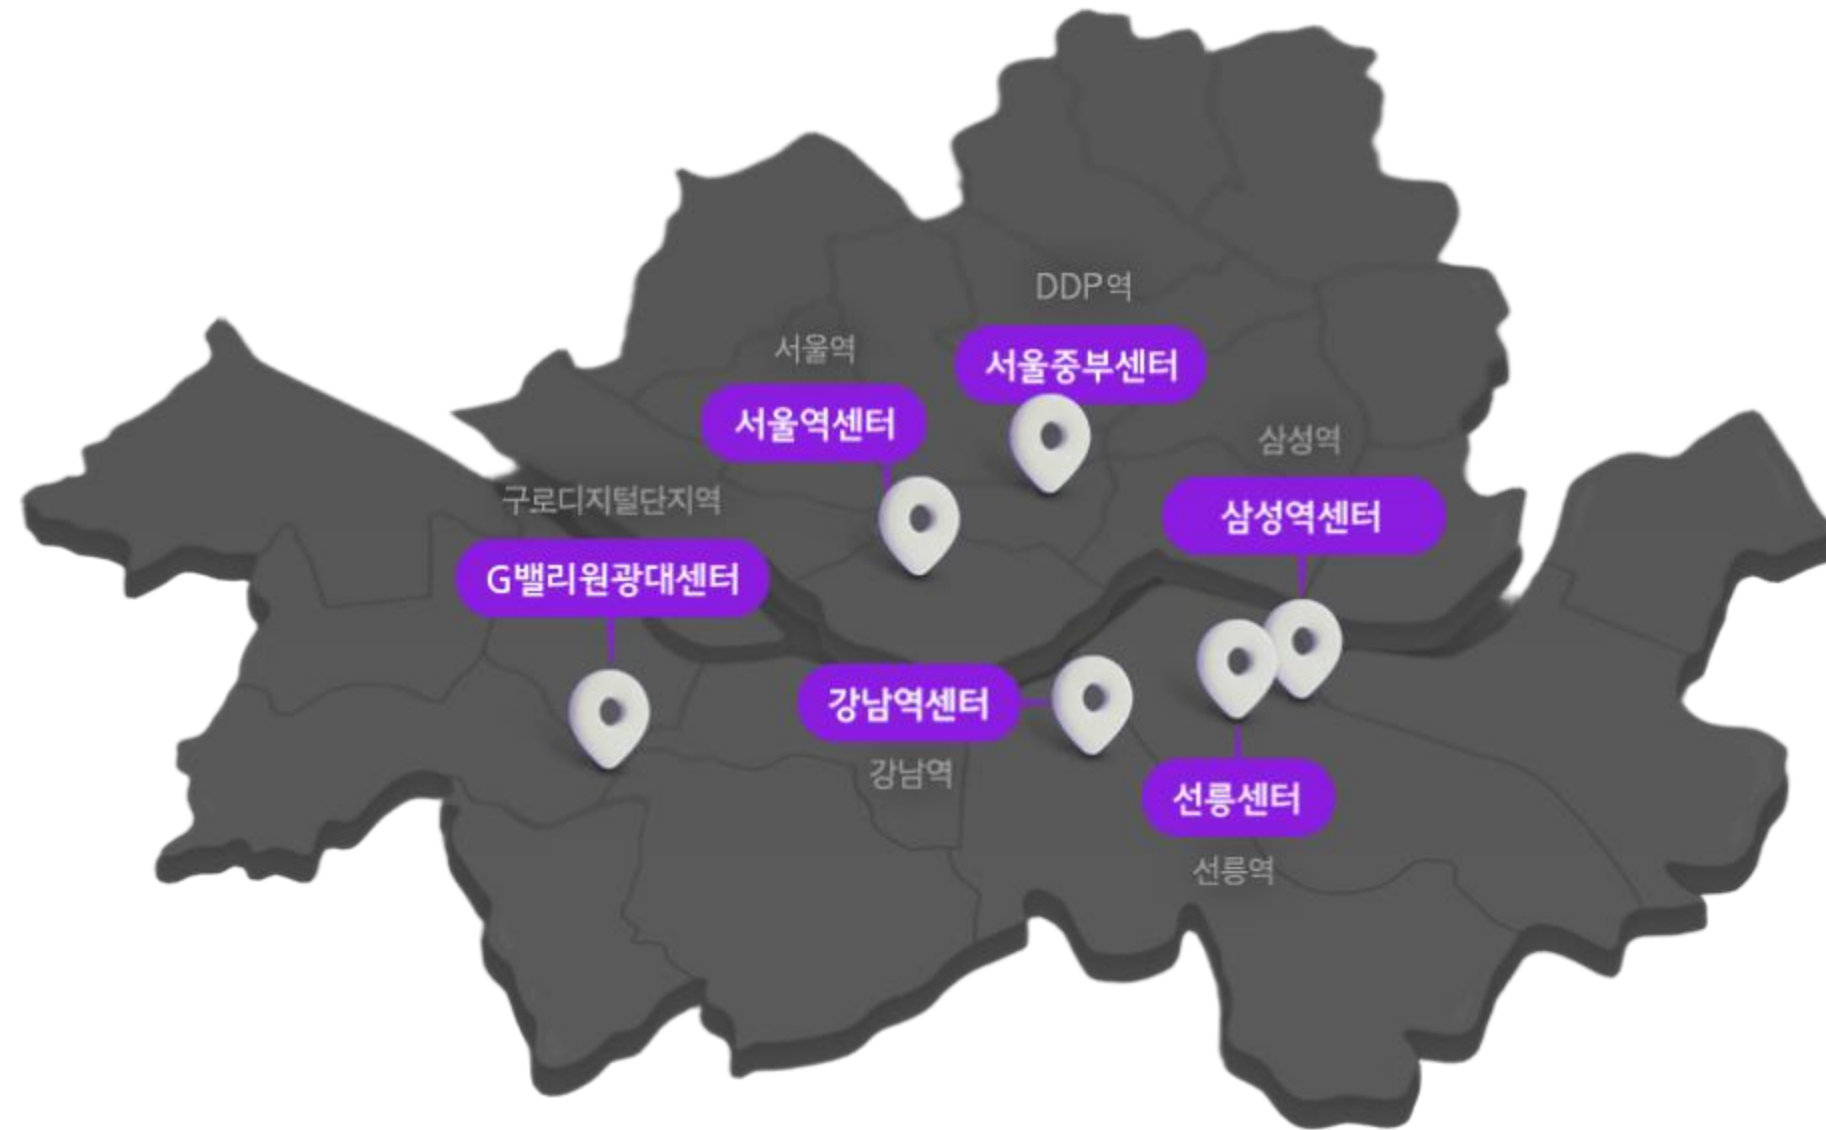 DDP역
서울중부센터
서울역
서울역센터
삼성역
삼성역센터
구로디지털단지역
G밸리원광대센터
강남역센터
강남역
선릉센터
선릉역